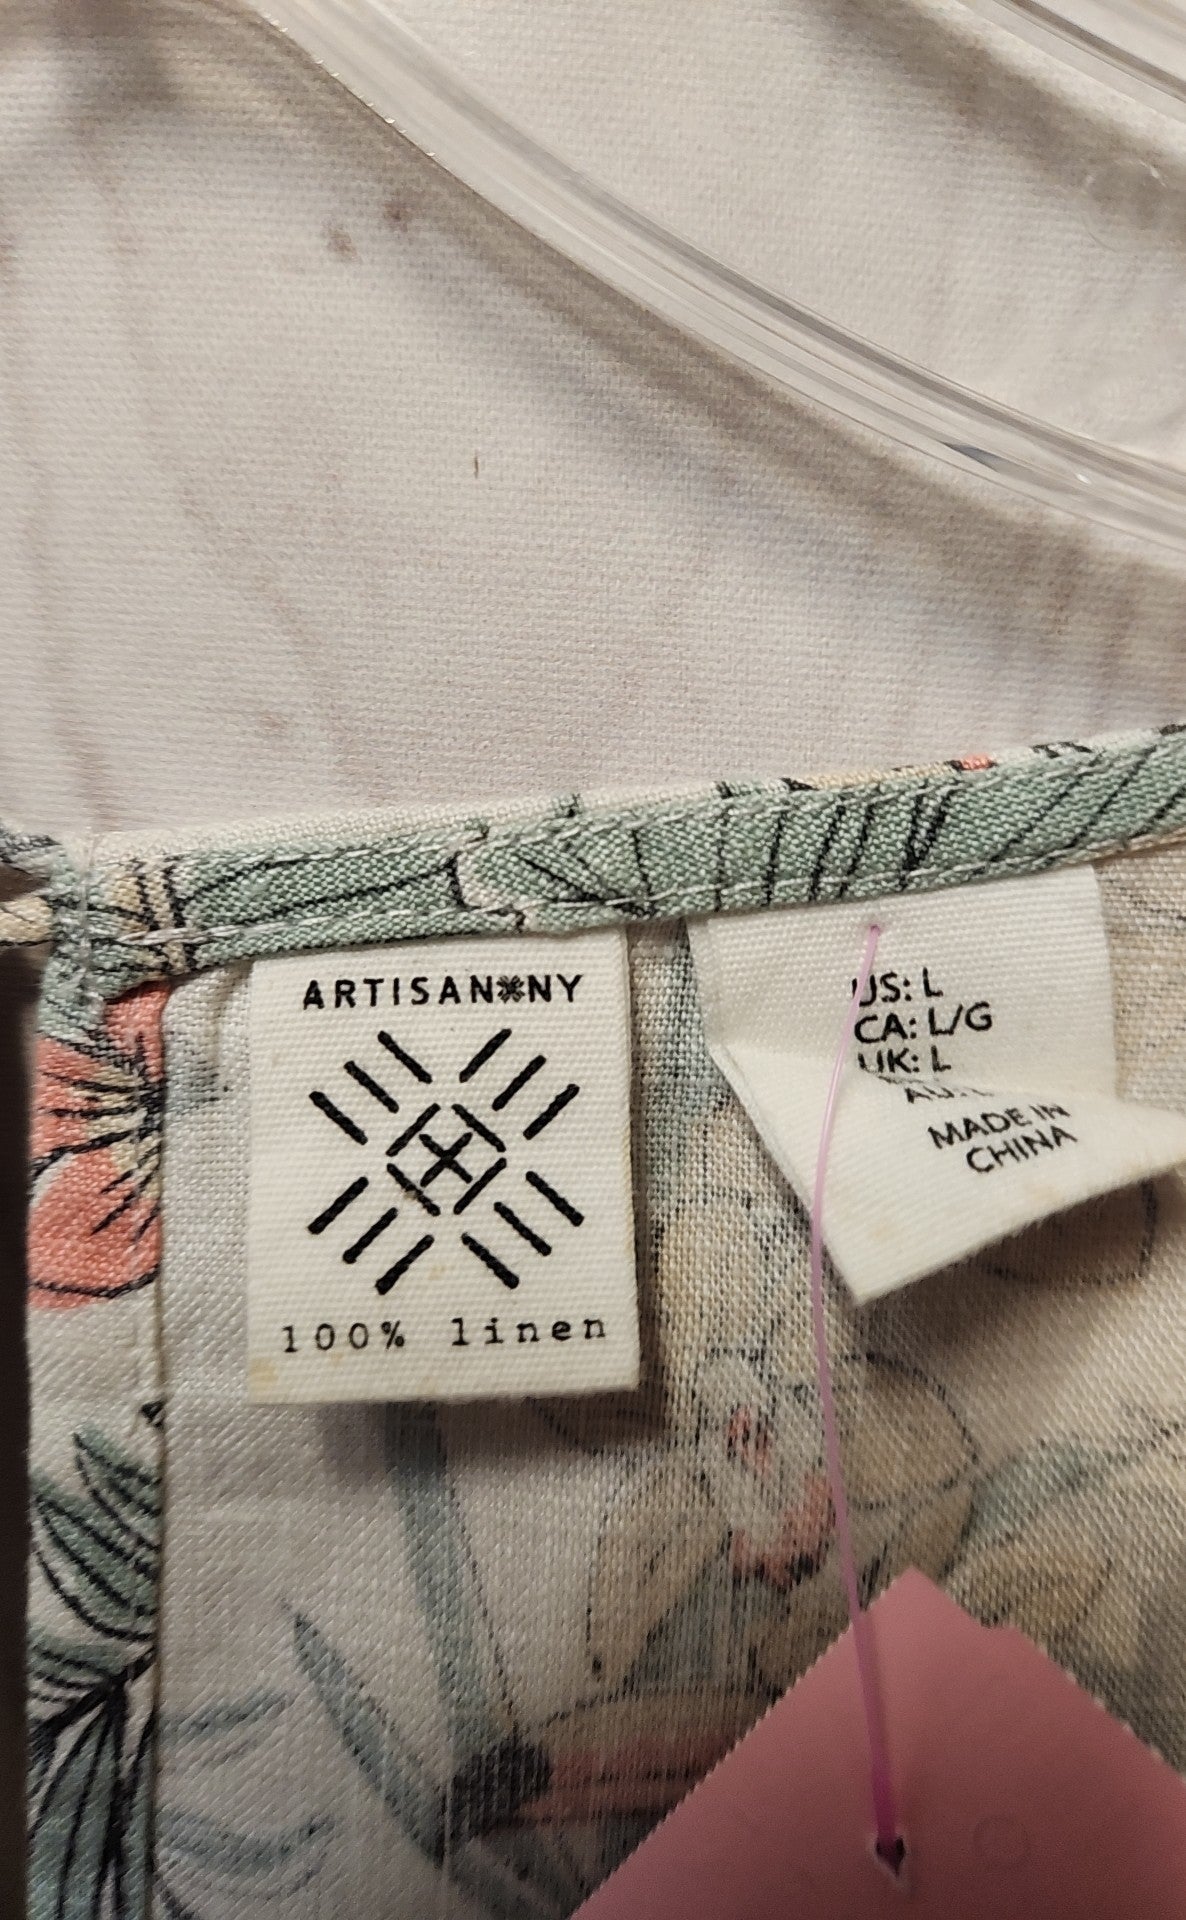 ARTISAN NY
100% linen
US: L
CA: L/G
UK: L
MADE IN
CHINA